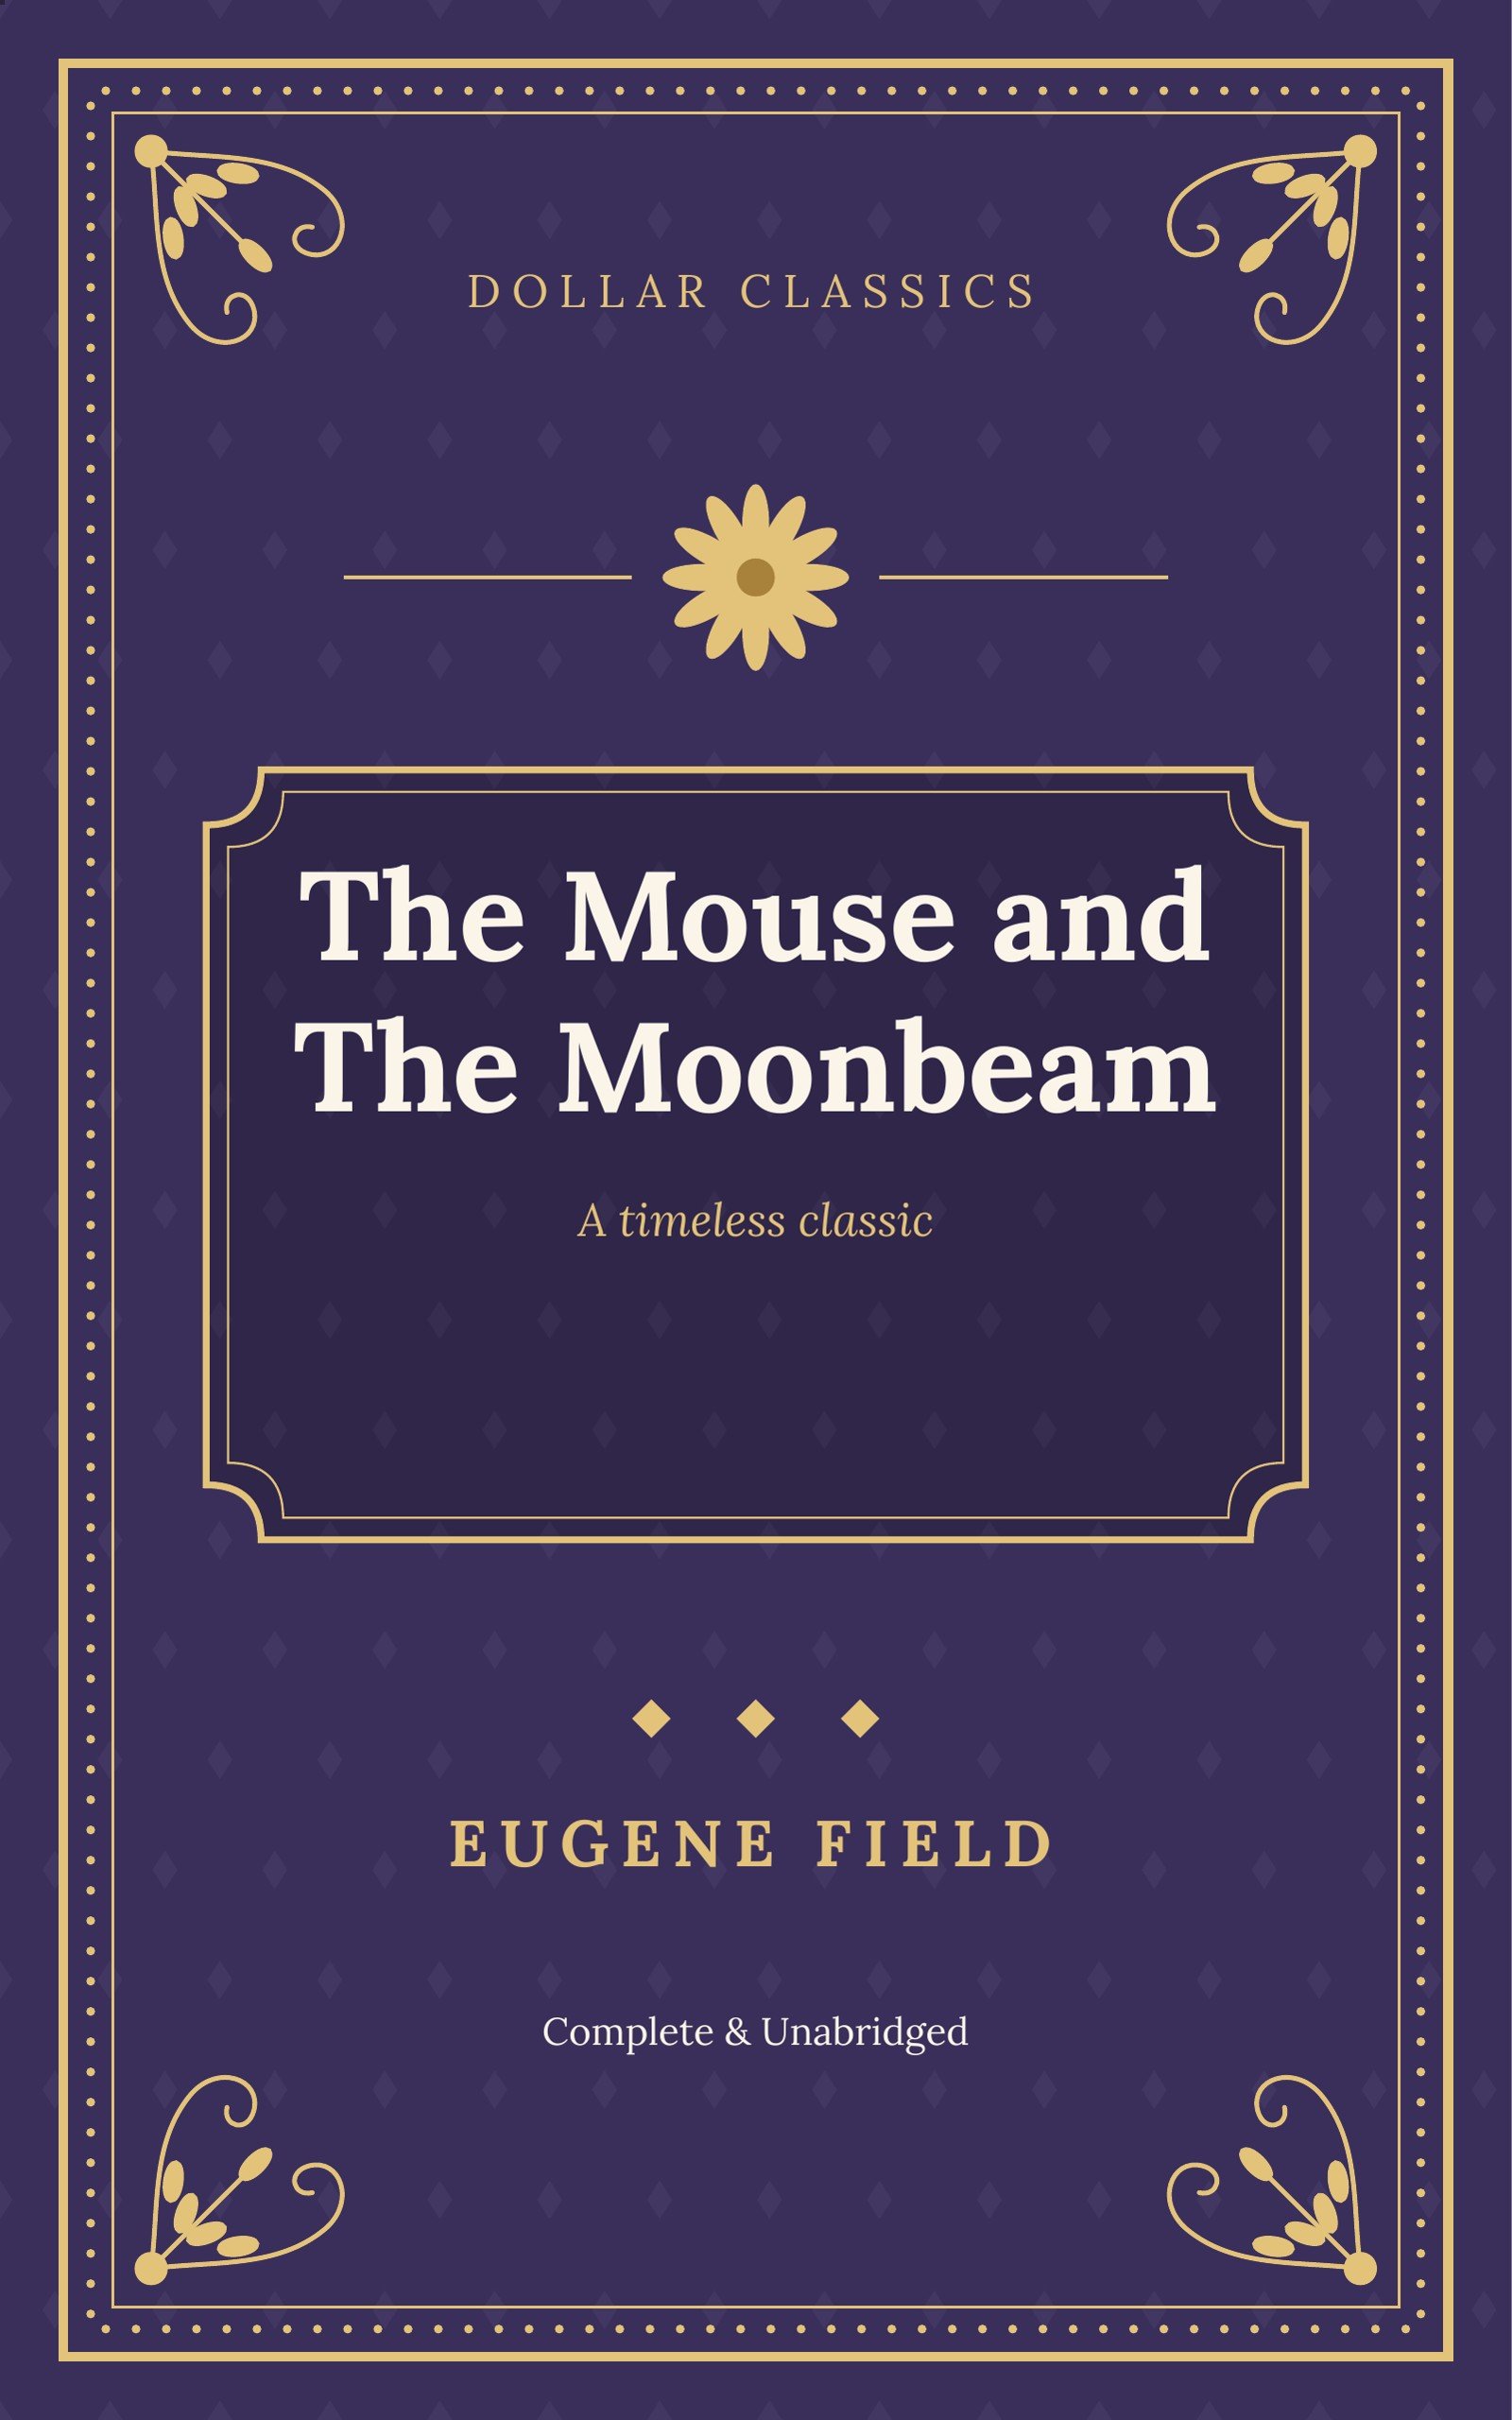 DOLLAR CLASSICS
The Mouse and
The Moonbeam
A timeless classic
EUGENE FIELD
Complete & Unabridged